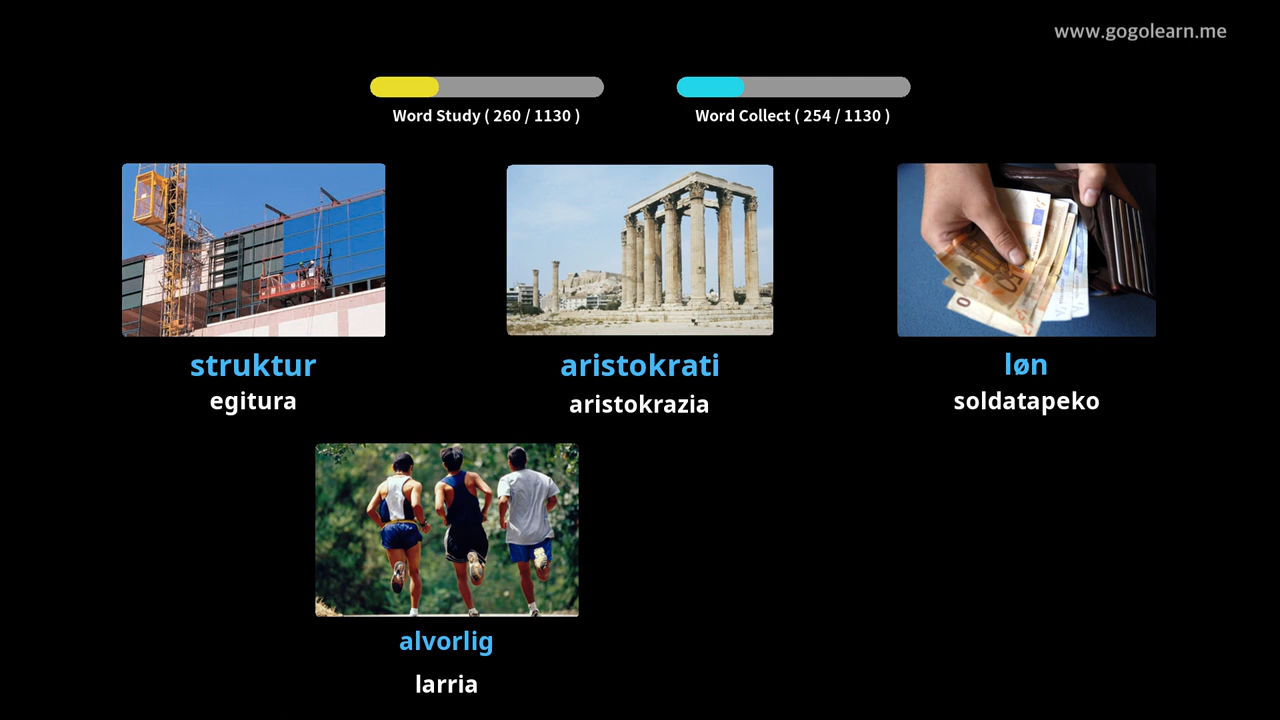 www.gogolearn.me
Word Study ( 260 / 1130 )
Word Collect ( 254 / 1130 )
struktur
egitura
aristokrati
aristokrazia
løn
soldatapeko
alvorlig
larria